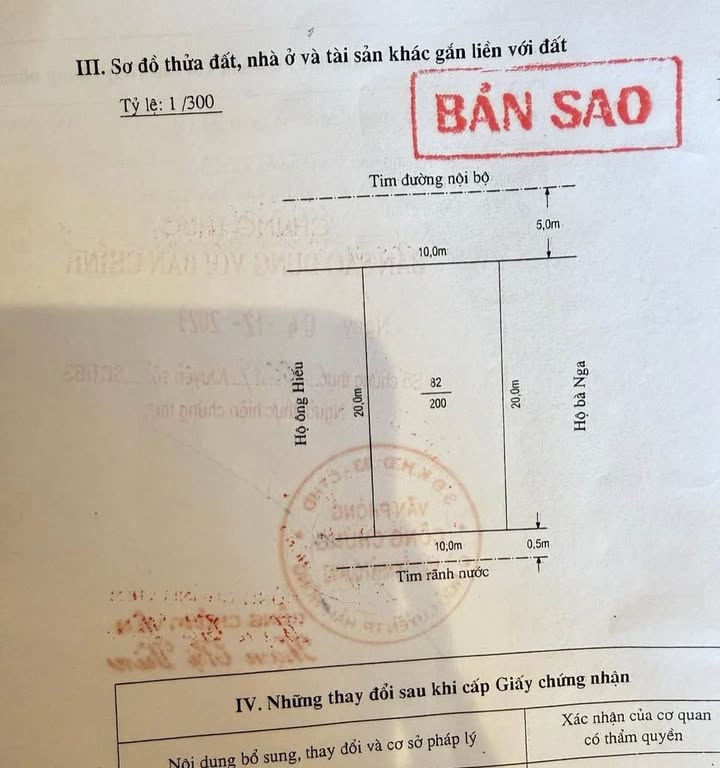 III. Sơ đồ thửa đất, nhà ở và tài sản khác gắn liền với đất
Tỷ lệ: 1 /300
BẢN SAO
Tim đường nội bộ
5,0m
10,0m
Hộ ông Hiếu
20,0m
82
200
20,0m
Hộ bà Nga
10,0m
0,5m
Tim rãnh nước
IV. Những thay đổi sau khi cấp Giấy chứng nhận
Nội dung bổ sung, thay đổi và cơ sở pháp lý
Xác nhận của cơ quan
có thẩm quyền